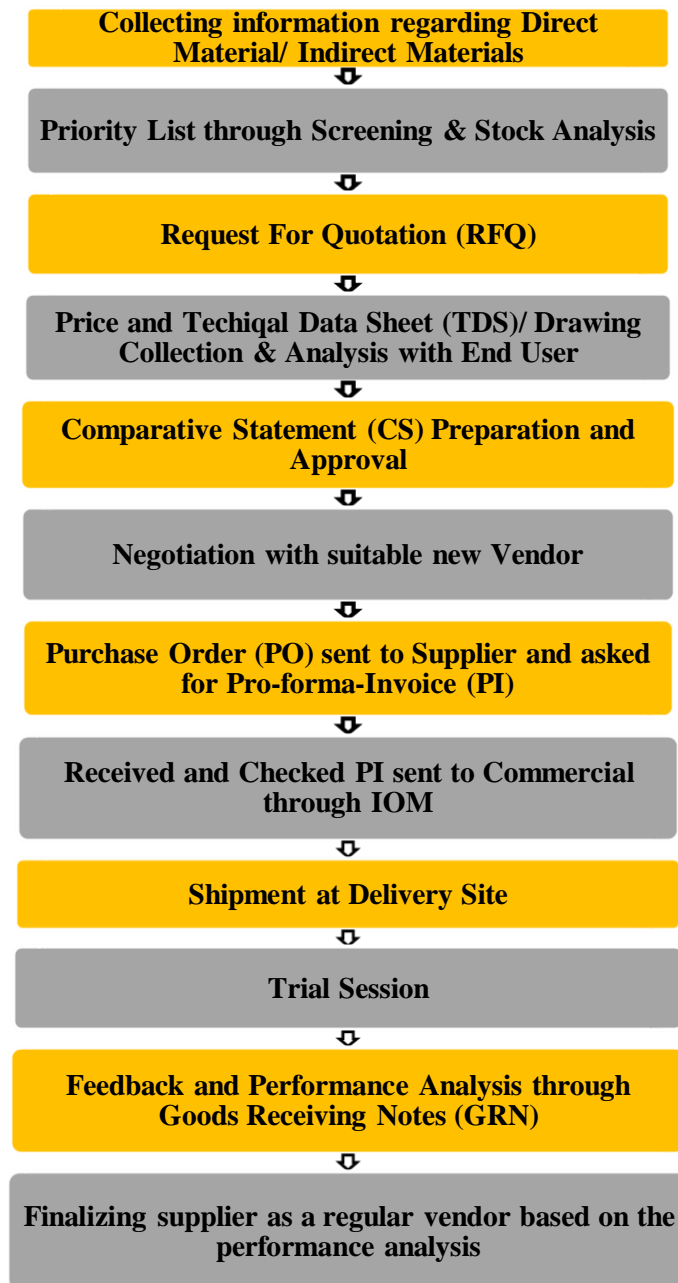 Collecting information regarding Direct
Material/ Indirect Materials
Priority List through Screening & Stock Analysis
Request For Quotation (RFQ)
Price and Techiqal Data Sheet (TDS)/ Drawing
Collection & Analysis with End User
Comparative Statement (CS) Preparation and
Approval
Negotiation with suitable new Vendor
Purchase Order (PO) sent to Supplier and asked
for Pro-forma-Invoice (PI)
Received and Checked PI sent to Commercial
through IOM
Shipment at Delivery Site
Trial Session
Feedback and Performance Analysis through
Goods Receiving Notes (GRN)
Finalizing supplier as a regular vendor based on the
performance analysis